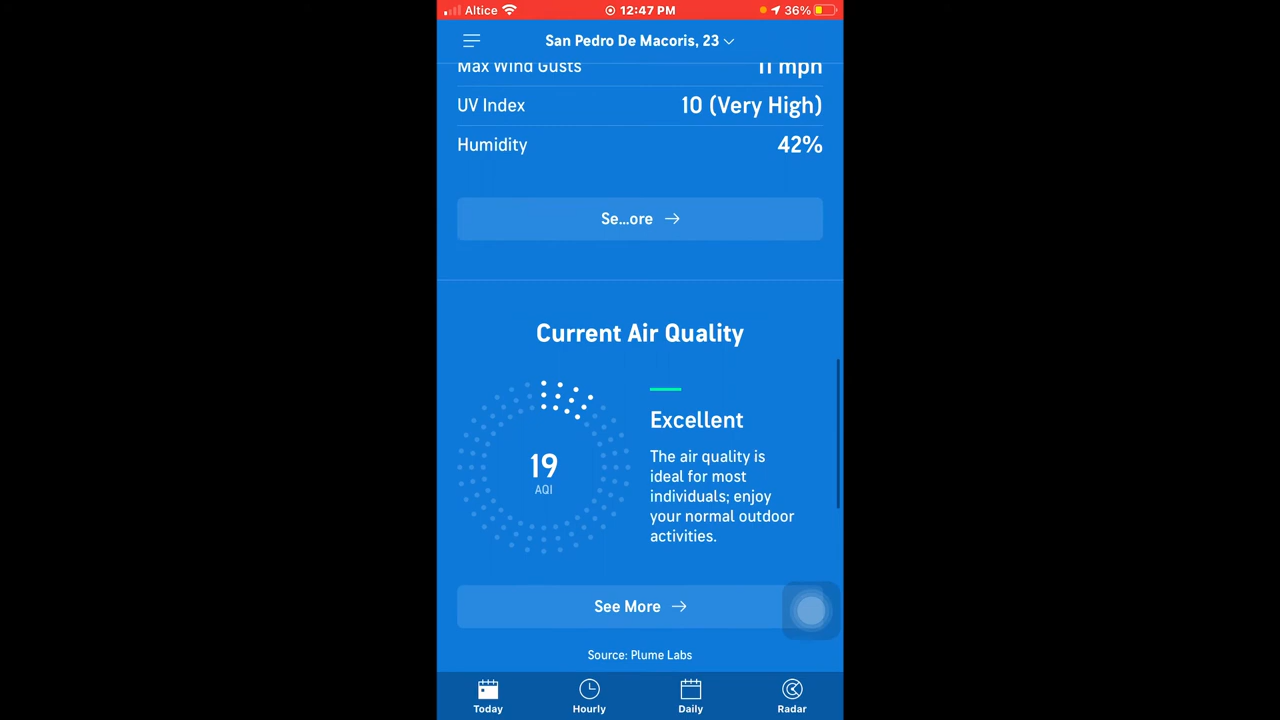 Altice 12:47 PM 36%
San Pedro De Macoris, 23
Max Wind Gusts 11 mph
UV Index 10 (Very High)
Humidity 42%
Se...ore →
Current Air Quality
Excellent
The air quality is
ideal for most
individuals; enjoy
your normal outdoor
activities.
19
AQI
See More →
Source: Plume Labs
Today Hourly Daily Radar